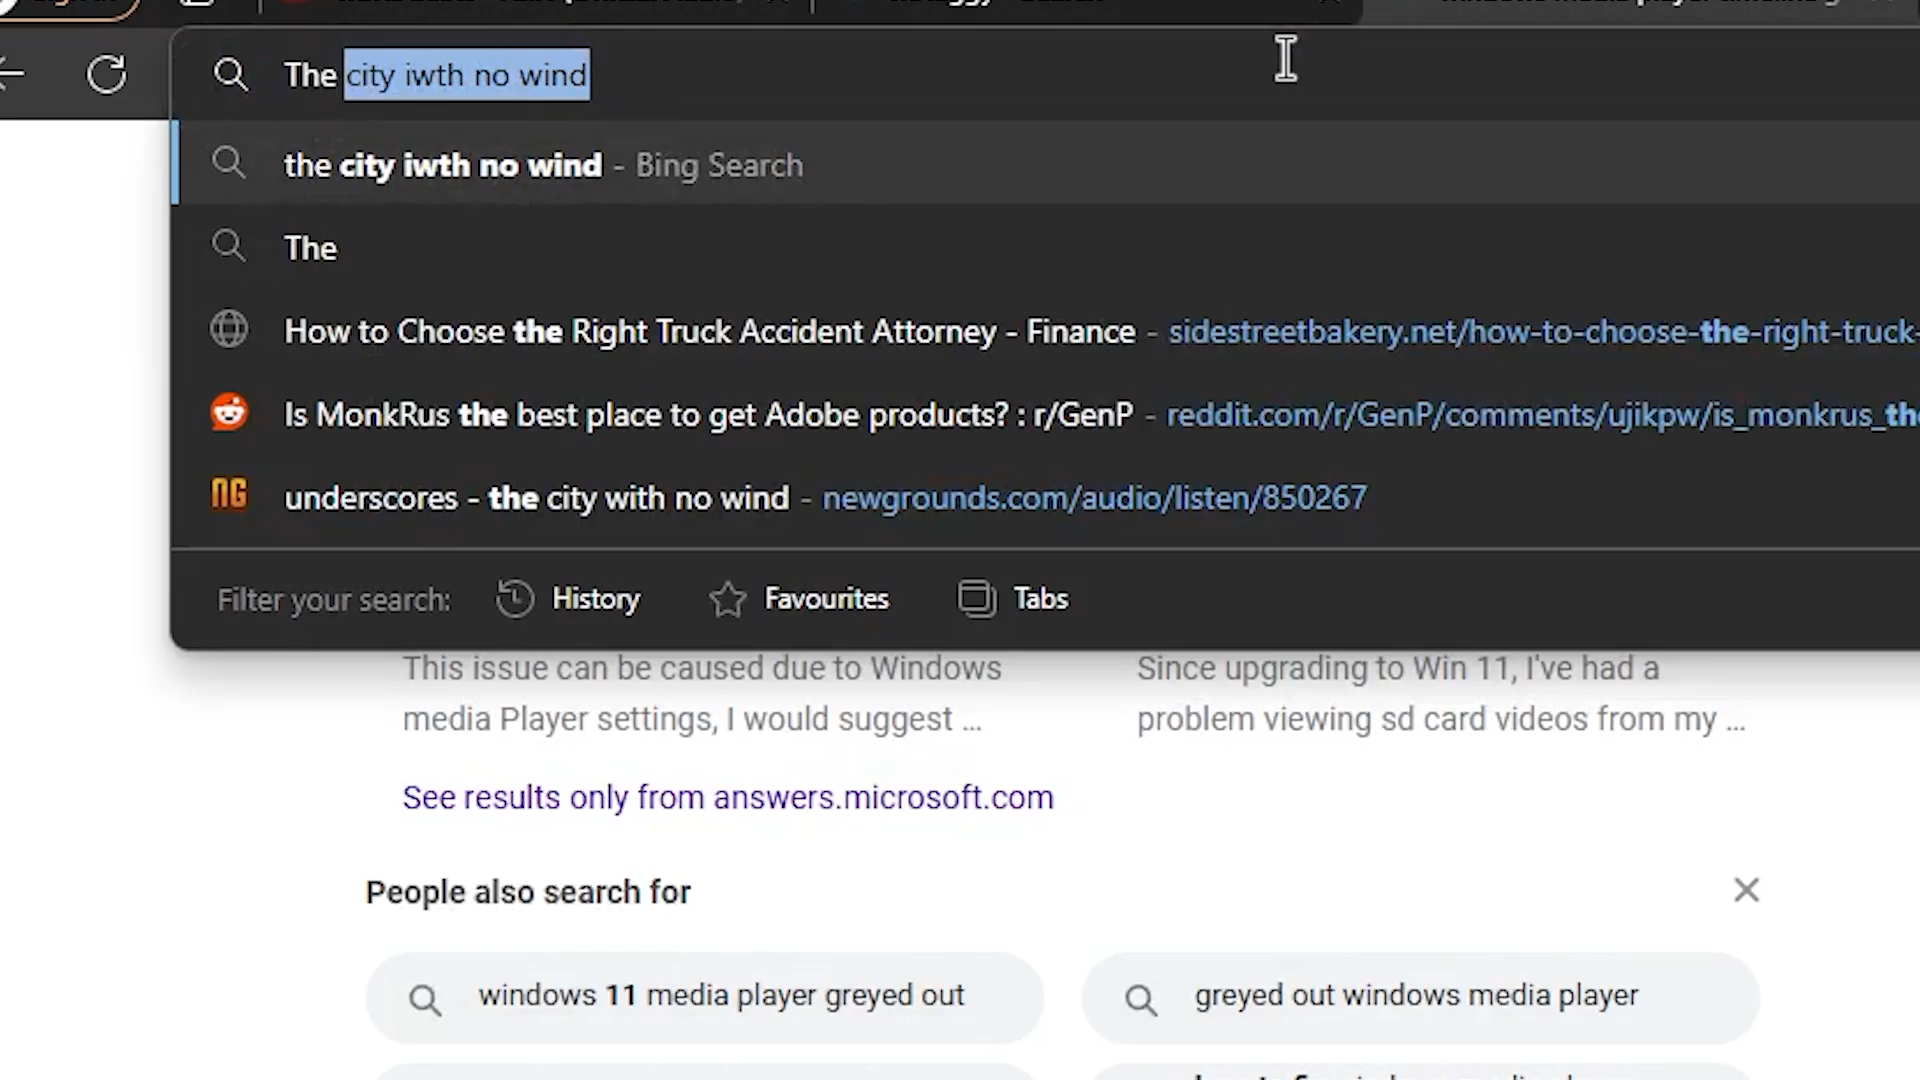 The city iwth no wind
the city iwth no wind - Bing Search
The
How to Choose the Right Truck Accident Attorney - Finance - sidestreetbakery.net/how-to-choose-the-right-truck-
Is MonkRus the best place to get Adobe products? : r/GenP - reddit.com/r/GenP/comments/ujikpw/is_monkrus_the
NG underscores - the city with no wind - newgrounds.com/audio/listen/850267
Filter your search: History Favourites Tabs
This issue can be caused due to Windows
media Player settings, I would suggest ...
Since upgrading to Win 11, I've had a
problem viewing sd card videos from my ...
See results only from answers.microsoft.com
People also search for
windows 11 media player greyed out
greyed out windows media player